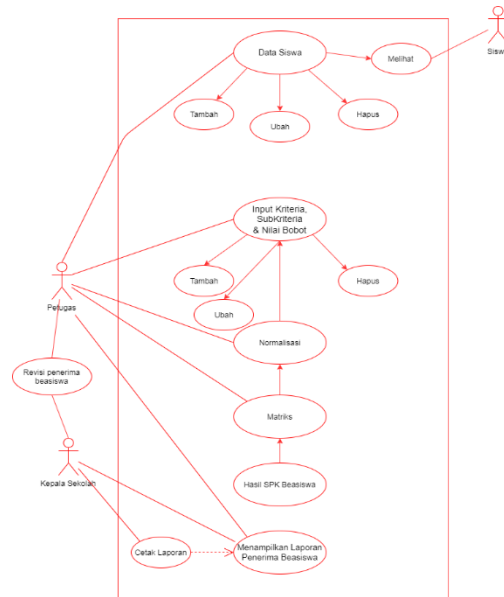 Data Siswa
Melihat
Sisw
Tambah
Ubah
Hapus
Input Kriteria,
SubKriteria
& Nilai Bobot
Tambah
Hapus
Ubah
Petugas
Normalisasi
Revisi penerima
beasiswa
Matriks
Kepala Sekolah
Hasil SPK Beasiswa
Cetak Laporan
Menampilkan Laporan
Penerima Beasiswa